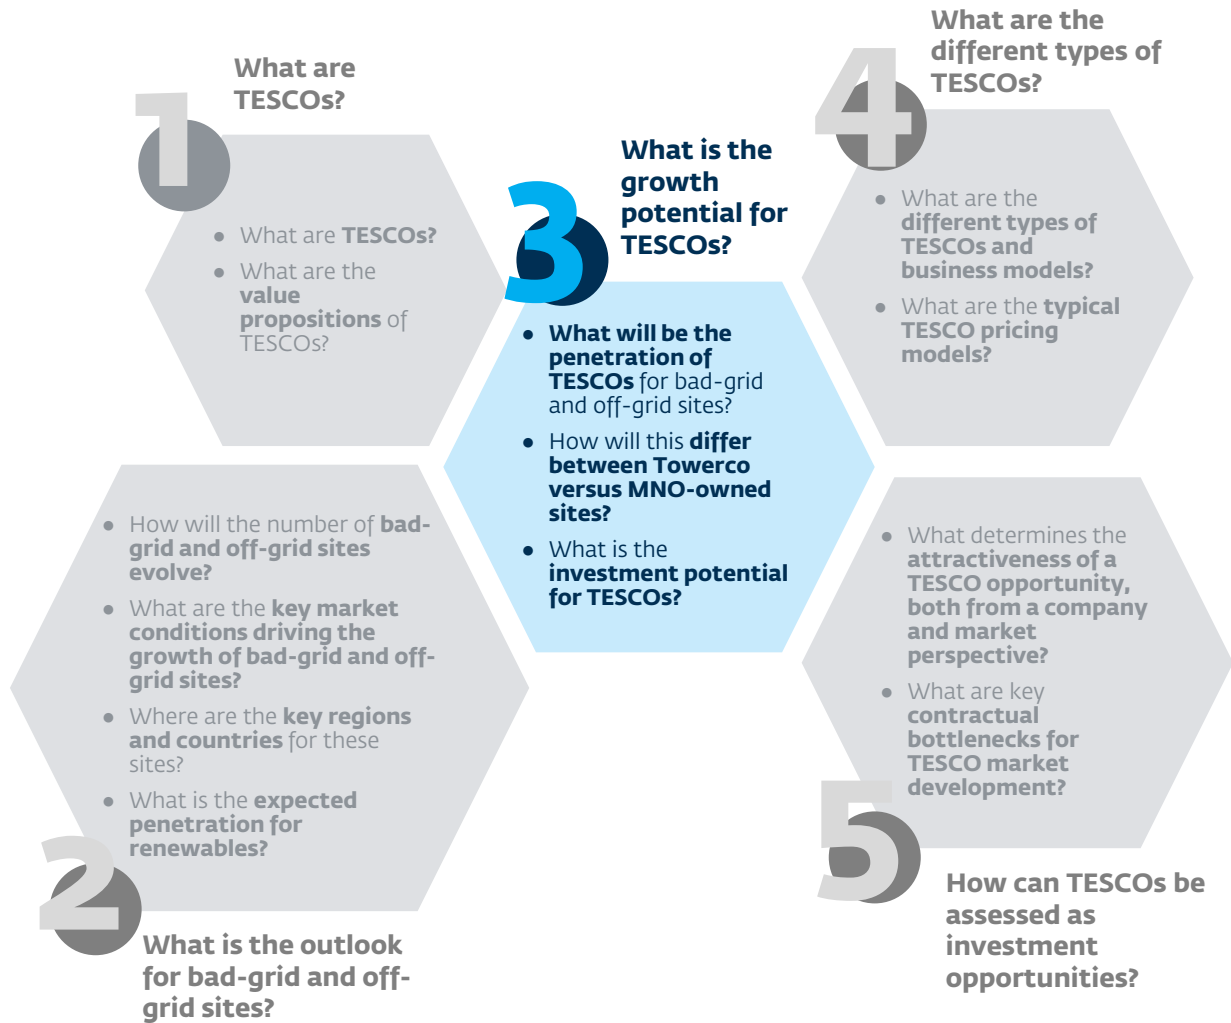 1
What are
TESCOs?
• What are TESCOs?
• What are the
value
propositions of
TESCOs?
2
• How will the number of bad-
grid and off-grid sites
evolve?
• What are the key market
conditions driving the
growth of bad-grid and off-
grid sites?
• Where are the key regions
and countries for these
sites?
• What is the expected
penetration for
renewables?
What is the outlook
for bad-grid and off-
grid sites?
3
What is the
growth
potential for
TESCOs?
• What will be the
penetration of
TESCOs for bad-grid
and off-grid sites?
• How will this differ
between Towerco
versus MNO-owned
sites?
• What is the
investment potential
for TESCOs?
4
What are the
different types of
TESCOs?
• What are the
different types of
TESCOs and
business models?
• What are the typical
TESCO pricing
models?
5
• What determines the
attractiveness of a
TESCO opportunity,
both from a company
and market
perspective?
• What are key
contractual
bottlenecks for
TESCO market
development?
How can TESCOs be
assessed as
investment
opportunities?